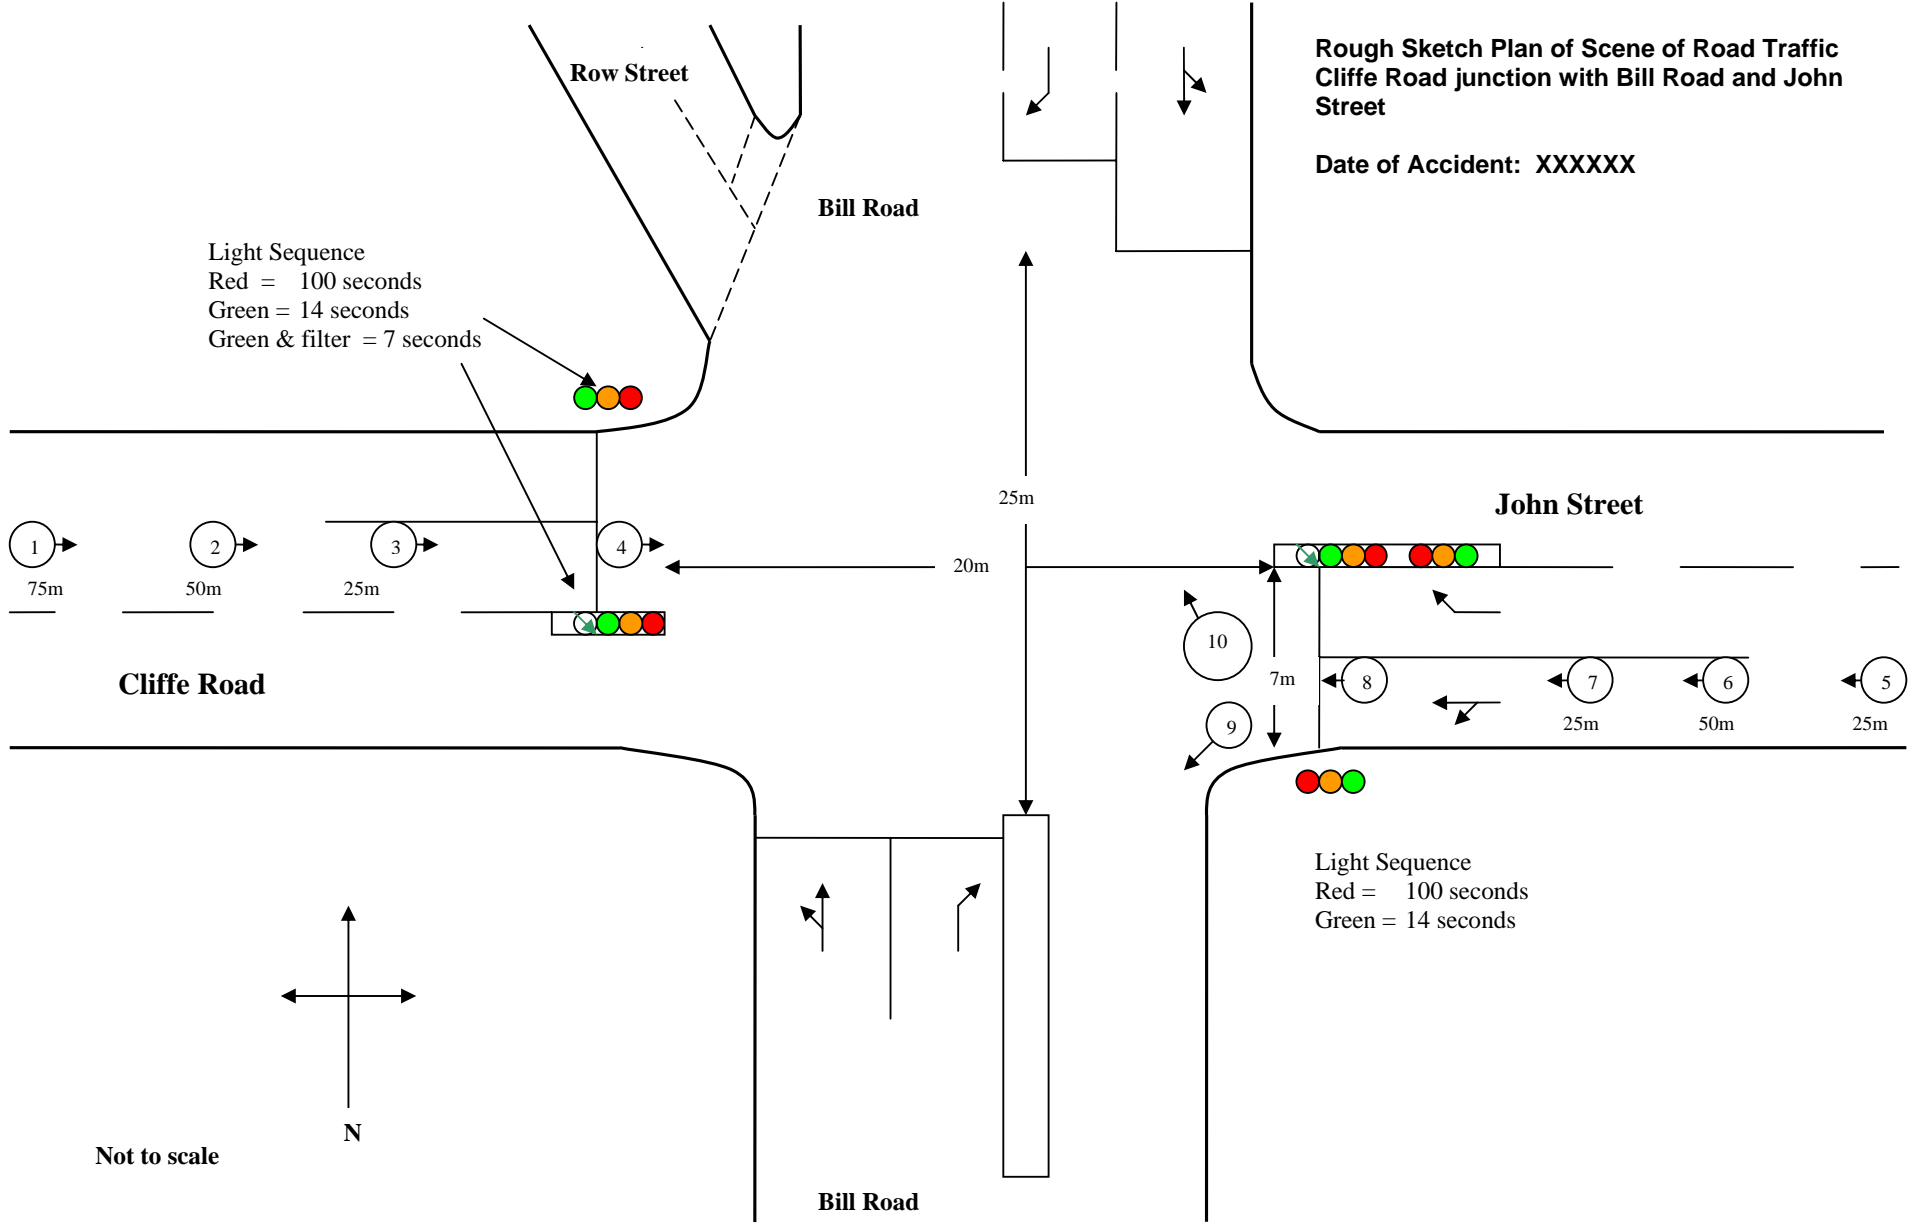 Rough Sketch Plan of Scene of Road Traffic
Cliffe Road junction with Bill Road and John
Street
Date of Accident: XXXXXX
Row Street
Bill Road
Light Sequence
Red = 100 seconds
Green = 14 seconds
Green & filter = 7 seconds
25m
John Street
1
2
3
4
20m
75m
50m
25m
10
Cliffe Road
7m
8
7
6
5
9
25m
50m
25m
Light Sequence
Red = 100 seconds
Green = 14 seconds
N
Not to scale
Bill Road